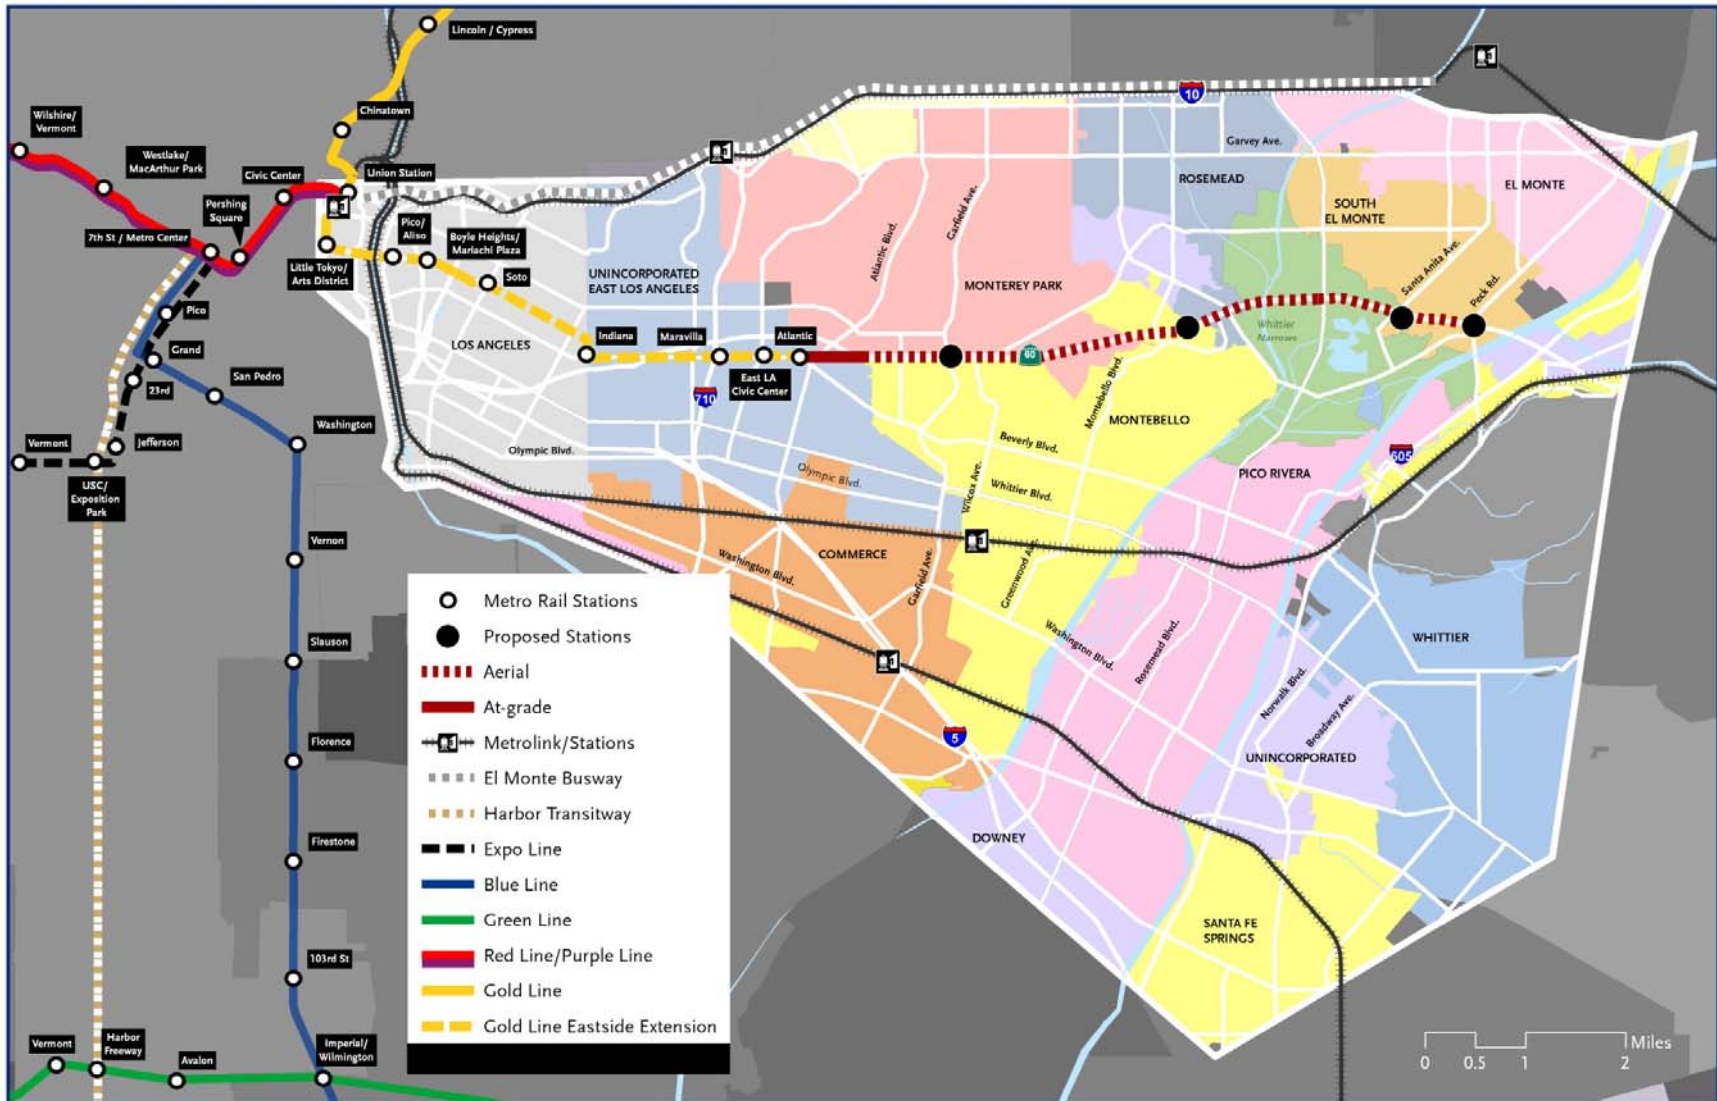 Lincoln / Cypress
Chinatown
Wilshire/
Vermont
Westlake/
MacArthur Park
Civic Center
Union Station
Pershing
Square
7th St / Metro Center
Little Tokyo/
Arts District
Pico/
Aliso
Boyle Heights/
Mariachi Plaza
Soto
Indiana
Maravilla
East LA
Civic Center
Atlantic
Pico
Grand
23rd
San Pedro
Washington
Jefferson
Vermont
USC/
Exposition
Park
Vernon
Slauson
Florence
Firestone
103rd St
Imperial/
Wilmington
Vermont
Harbor
Freeway
Avalon
10
Garvey Ave.
ROSEMEAD
SOUTH
EL MONTE
EL MONTE
Atlantic Blvd.
Garfield Ave.
MONTEREY PARK
Santa Anita Ave.
Peck Rd.
UNINCORPORATED
EAST LOS ANGELES
LOS ANGELES
Whittier
Narrows
60
710
Montebello Blvd.
MONTEBELLO
Beverly Blvd.
Olympic Blvd.
Olympic Blvd.
Wilcox Ave.
Whittier Blvd.
PICO RIVERA
605
COMMERCE
Washington Blvd.
Garfield Ave.
Greenwood Ave.
Washington Blvd.
Rosemead Blvd.
WHITTIER
Norwalk Blvd.
Broadway Ave.
UNINCORPORATED
5
DOWNEY
SANTA FE
SPRINGS
Metro Rail Stations
Proposed Stations
Aerial
At-grade
Metrolink/Stations
El Monte Busway
Harbor Transitway
Expo Line
Blue Line
Green Line
Red Line/Purple Line
Gold Line
Gold Line Eastside Extension
Miles
0 0.5 1 2